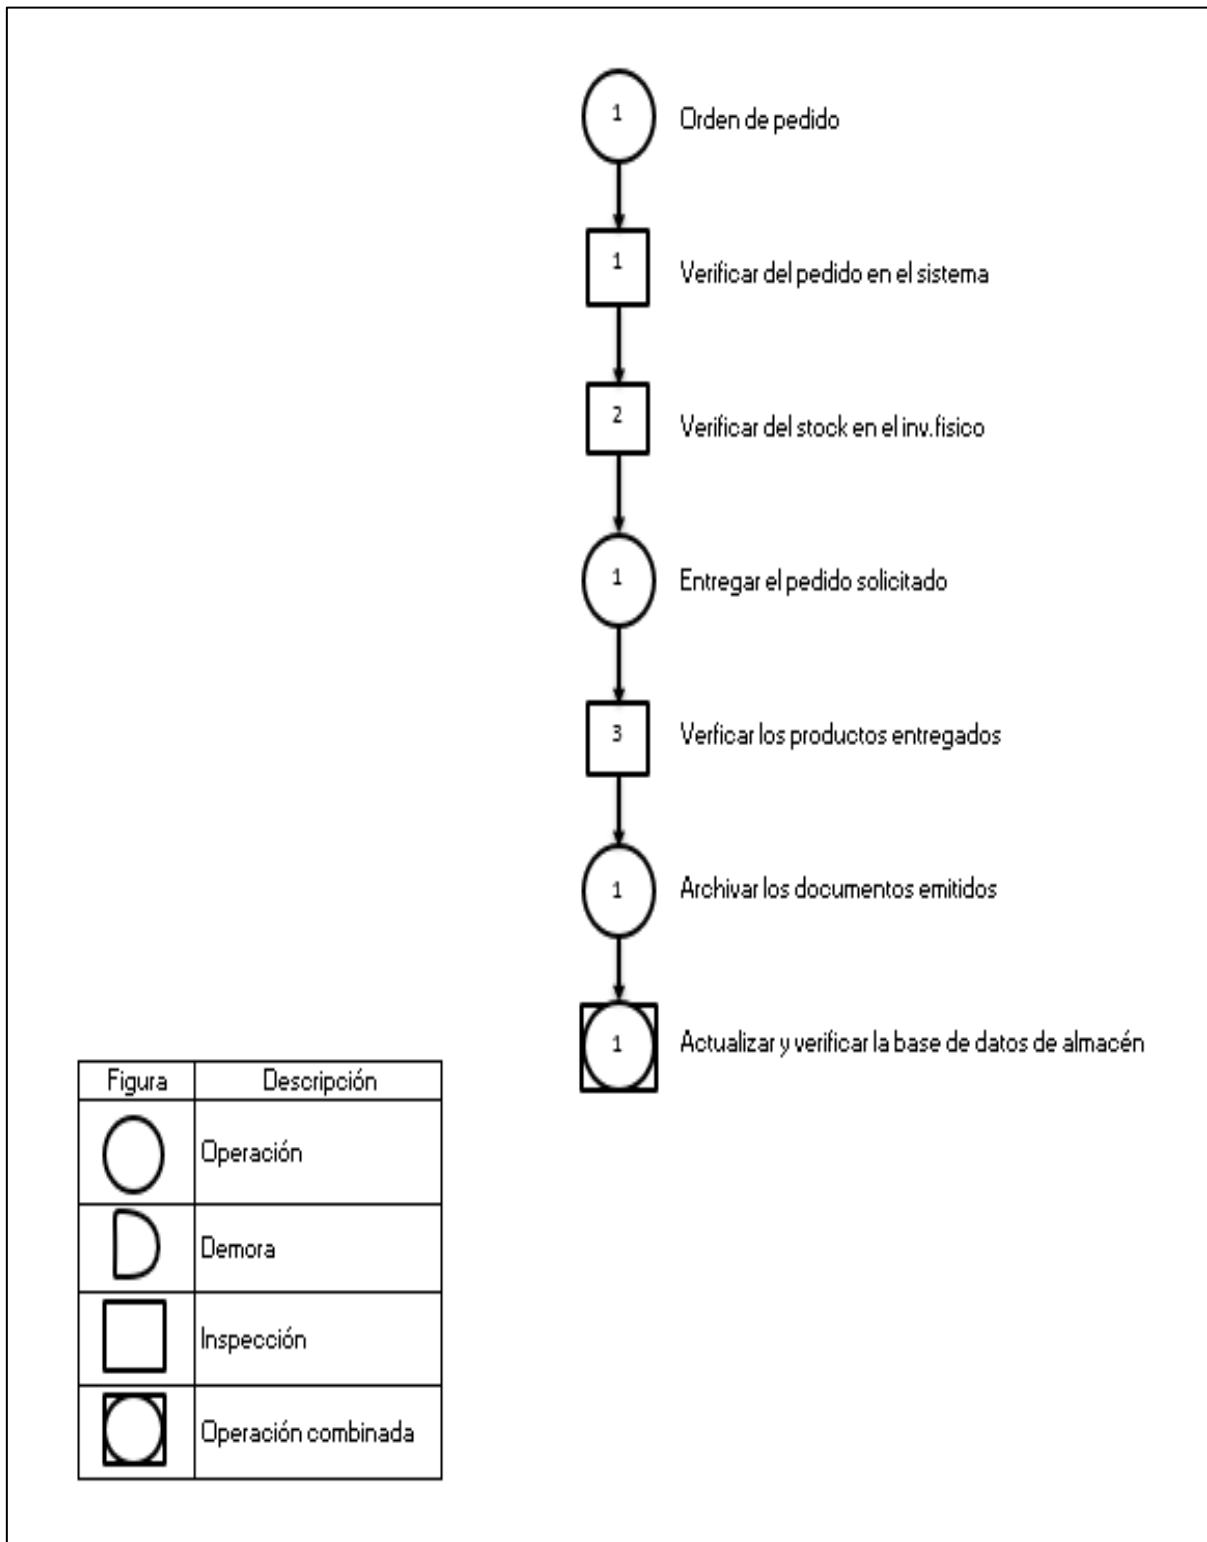 1 Orden de pedido
1 Verificar del pedido en el sistema
2 Verificar del stock en el inv.fisico
1 Entregar el pedido solicitado
3 Verficar los productos entregados
1 Archivar los documentos emitidos
1 Actualizar y verificar la base de datos de almacén
Figura Descripción
Operación
Demora
Inspección
Operación combinada